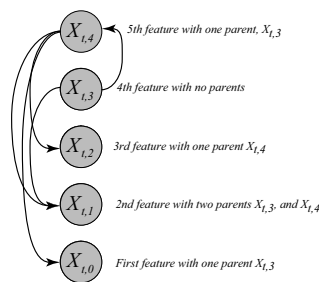 X_{t,4} 5th feature with one parent, X_{t,3}
X_{t,3} 4th feature with no parents
X_{t,2} 3rd feature with one parent X_{t,4}
X_{t,1} 2nd feature with two parents X_{t,3}, and X_{t,4}
X_{t,0} First feature with one parent X_{t,3}